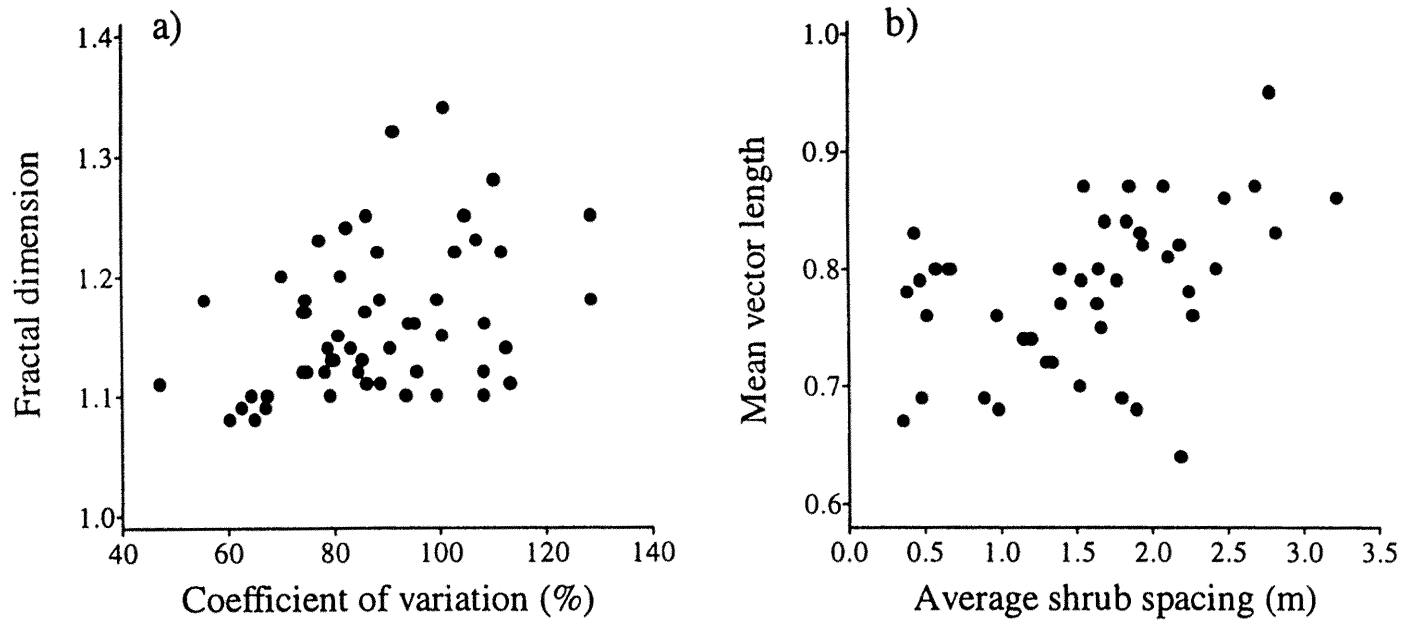 a)
1.4
1.3
1.2
1.1
1.0
Fractal dimension
40 60 80 100 120 140
Coefficient of variation (%)
b)
1.0
0.9
0.8
0.7
0.6
Mean vector length
0.0 0.5 1.0 1.5 2.0 2.5 3.0 3.5
Average shrub spacing (m)